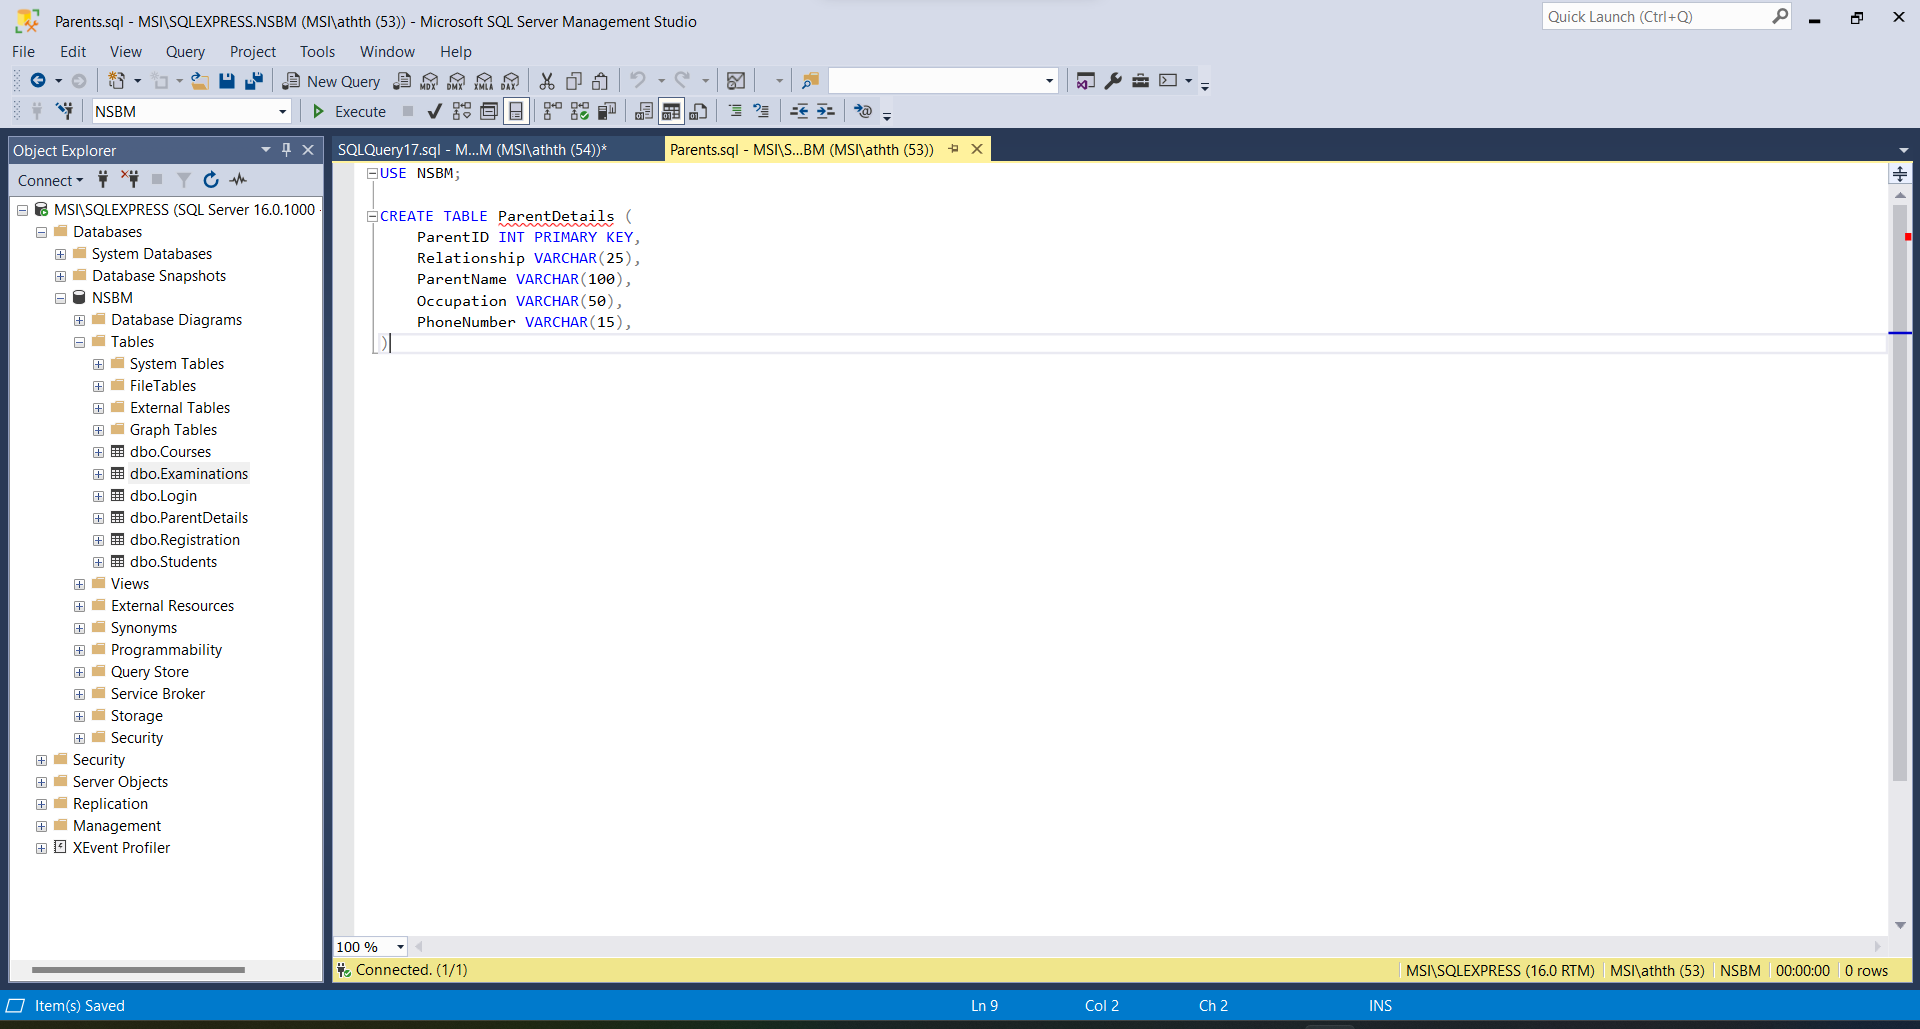 Parents.sql - MSI\SQLEXPRESS.NSBM (MSI\athth (53)) - Microsoft SQL Server Management Studio
Quick Launch (Ctrl+Q)
File Edit View Query Project Tools Window Help
New Query MDX DMX XMLA DAX
NSBM Execute
Object Explorer
SQLQuery17.sql - M...M (MSI\athth (54))*
Parents.sql - MSI\S...BM (MSI\athth (53))
Connect
MSI\SQLEXPRESS (SQL Server 16.0.1000 -
Databases
System Databases
Database Snapshots
NSBM
Database Diagrams
Tables
System Tables
FileTables
External Tables
Graph Tables
dbo.Courses
dbo.Examinations
dbo.Login
dbo.ParentDetails
dbo.Registration
dbo.Students
Views
External Resources
Synonyms
Programmability
Query Store
Service Broker
Storage
Security
Security
Server Objects
Replication
Management
XEvent Profiler
USE NSBM;
CREATE TABLE ParentDetails (
ParentID INT PRIMARY KEY,
Relationship VARCHAR(25),
ParentName VARCHAR(100),
Occupation VARCHAR(50),
PhoneNumber VARCHAR(15),
)
100 %
Connected. (1/1)
MSI\SQLEXPRESS (16.0 RTM) MSI\athth (53) NSBM 00:00:00 0 rows
Item(s) Saved
Ln 9 Col 2 Ch 2 INS